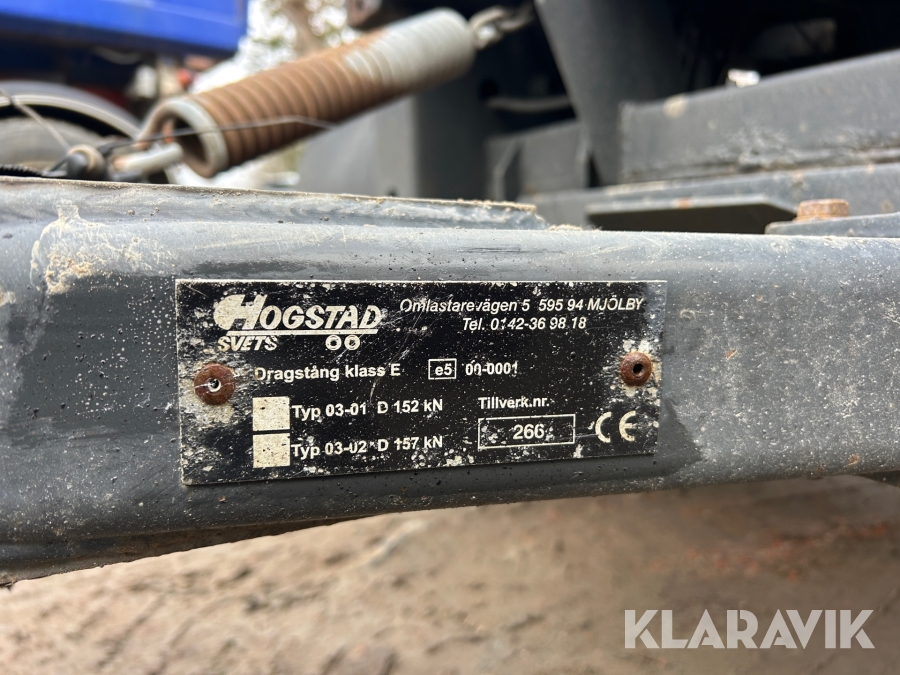 HOGSTAD
SVETS
Omlastarevägen 5 595 94 MJÖLBY
Tel. 0142-36 98 18
Dragstång klass E e5 00-0001
Typ 03-01 D 152 kN
Typ 03-02 D 157 kN
Tillverk.nr.
266
CE
KLARAVIK